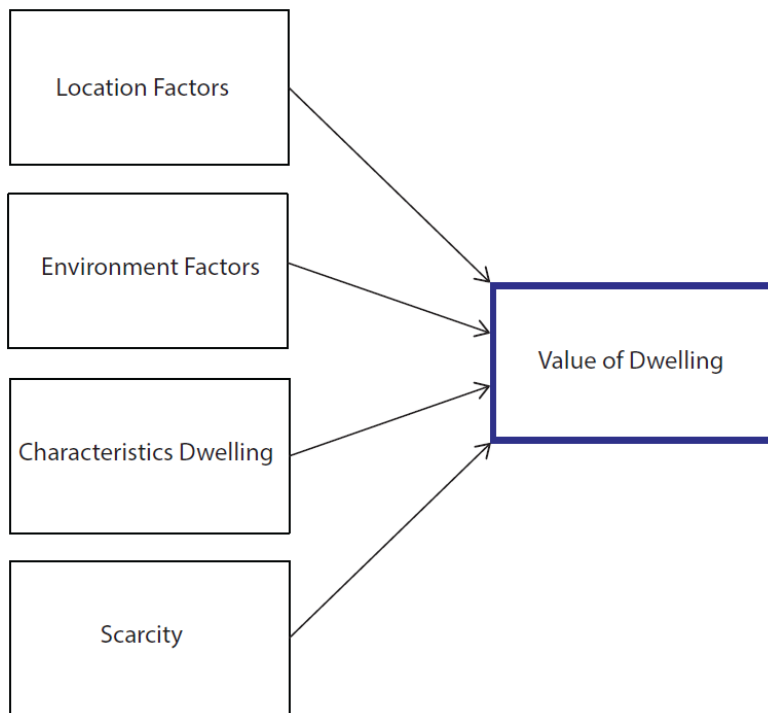 Location Factors
Environment Factors
Characteristics Dwelling
Scarcity
Value of Dwelling